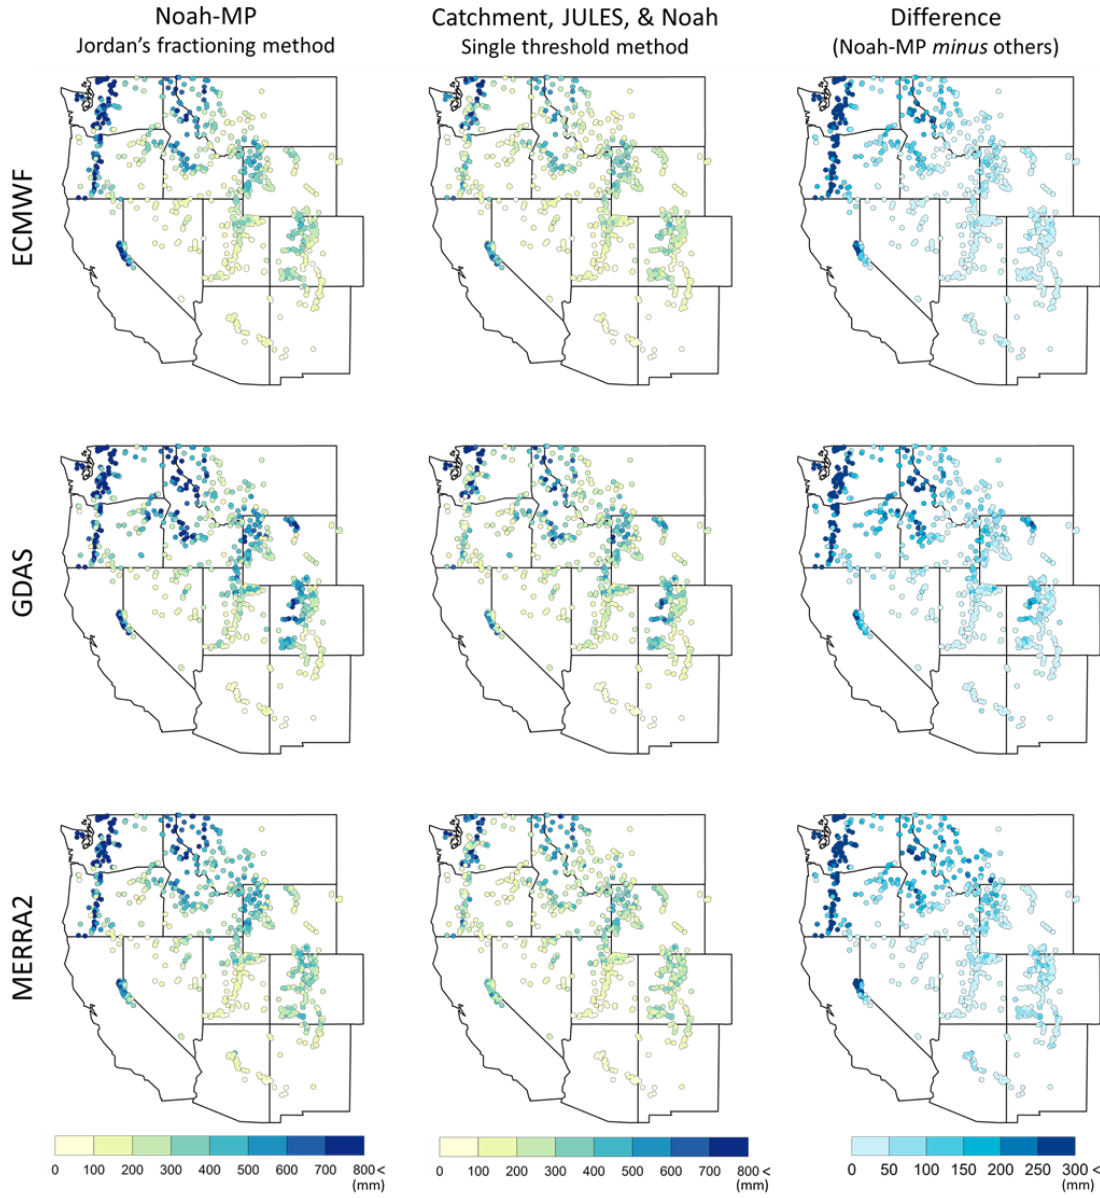 Noah-MP
Jordan's fractioning method
Catchment, JULES, & Noah
Single threshold method
Difference
(Noah-MP minus others)
ECMWF
GDAS
MERRA2
0 100 200 300 400 500 600 700 800 <
(mm)
0 100 200 300 400 500 600 700 800 <
(mm)
0 50 100 150 200 250 300 <
(mm)